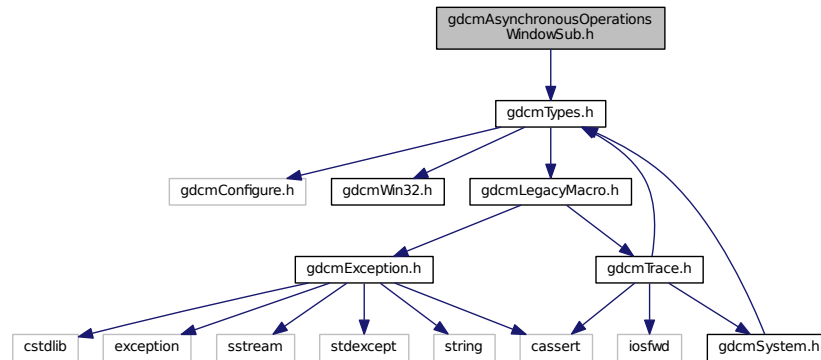 gdcmAsynchronousOperations
WindowSub.h
gdcmTypes.h
gdcmConfigure.h
gdcmWin32.h
gdcmLegacyMacro.h
gdcmException.h
gdcmTrace.h
cstdlib
exception
sstream
stdexcept
string
cassert
iosfwd
gdcmSystem.h